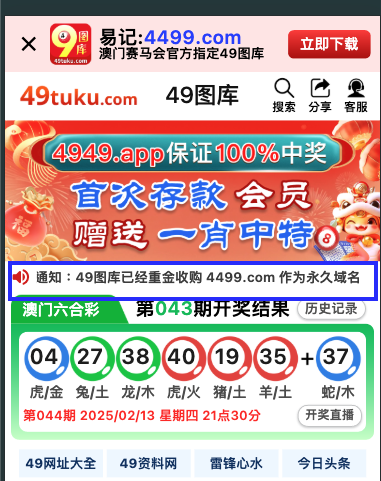 9图库
49tuku.com
易记:4499.com
澳门赛马会官方指定49图库
立即下载
49tuku.com
49图库
搜索
分享
客服
4949.app保证100%中奖
首次存款 会员
赠送 一肖中特
8
通知：49图库已经重金收购 4499.com 作为永久域名
澳门六合彩
第043期开奖结果
历史记录
04 27 38 40 19 35 + 37
虎/金 兔/土 龙/木 虎/火 猪/土 羊/土 蛇/木
第044期 2025/02/13 星期四 21点30分
开奖直播
49网址大全 49资料网 雷锋心水 今日头条